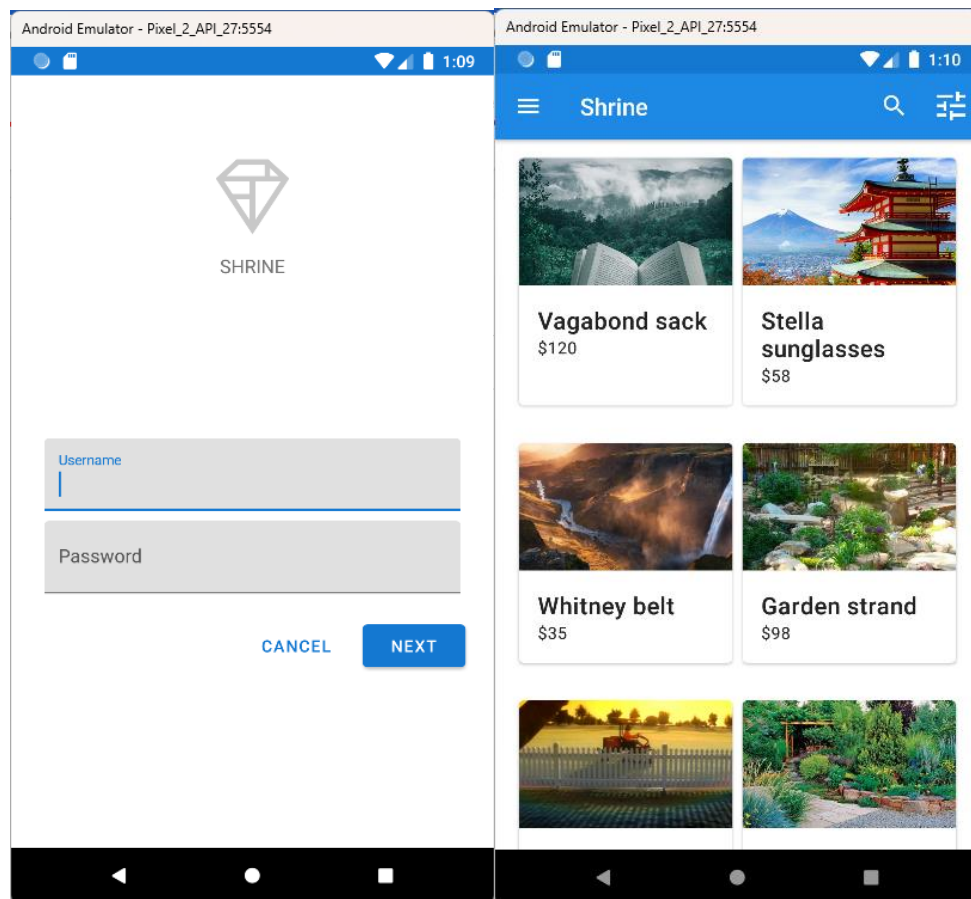 Android Emulator - Pixel_2_API_27:5554
1:09
SHRINE
Username
Password
CANCEL
NEXT
Android Emulator - Pixel_2_API_27:5554
1:10
Shrine
Vagabond sack
$120
Stella
sunglasses
$58
Whitney belt
$35
Garden strand
$98